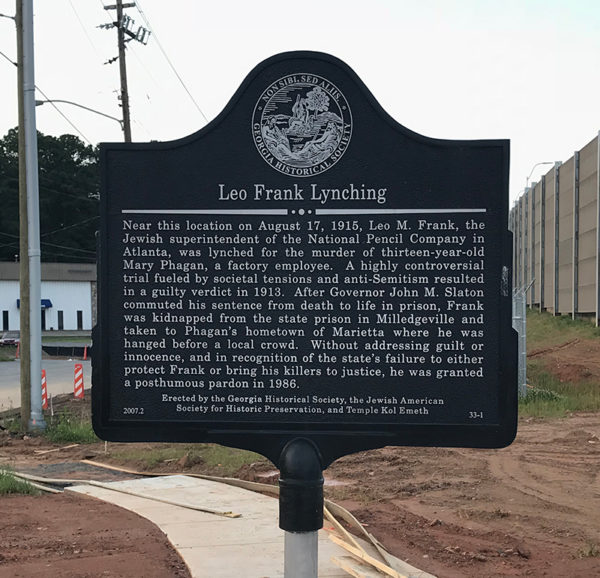 NON SIBI, SED ALIIS.
GEORGIA HISTORICAL SOCIETY
Leo Frank Lynching
Near this location on August 17, 1915, Leo M. Frank, the
Jewish superintendent of the National Pencil Company in
Atlanta, was lynched for the murder of thirteen-year-old
Mary Phagan, a factory employee. A highly controversial
trial fueled by societal tensions and anti-Semitism resulted
in a guilty verdict in 1913. After Governor John M. Slaton
commuted his sentence from death to life in prison, Frank
was kidnapped from the state prison in Milledgeville and
taken to Phagan's hometown of Marietta where he was
hanged before a local crowd. Without addressing guilt or
innocence, and in recognition of the state's failure to either
protect Frank or bring his killers to justice, he was granted
a posthumous pardon in 1986.
Erected by the Georgia Historical Society, the Jewish American
Society for Historic Preservation, and Temple Kol Emeth
2007.2 33-1